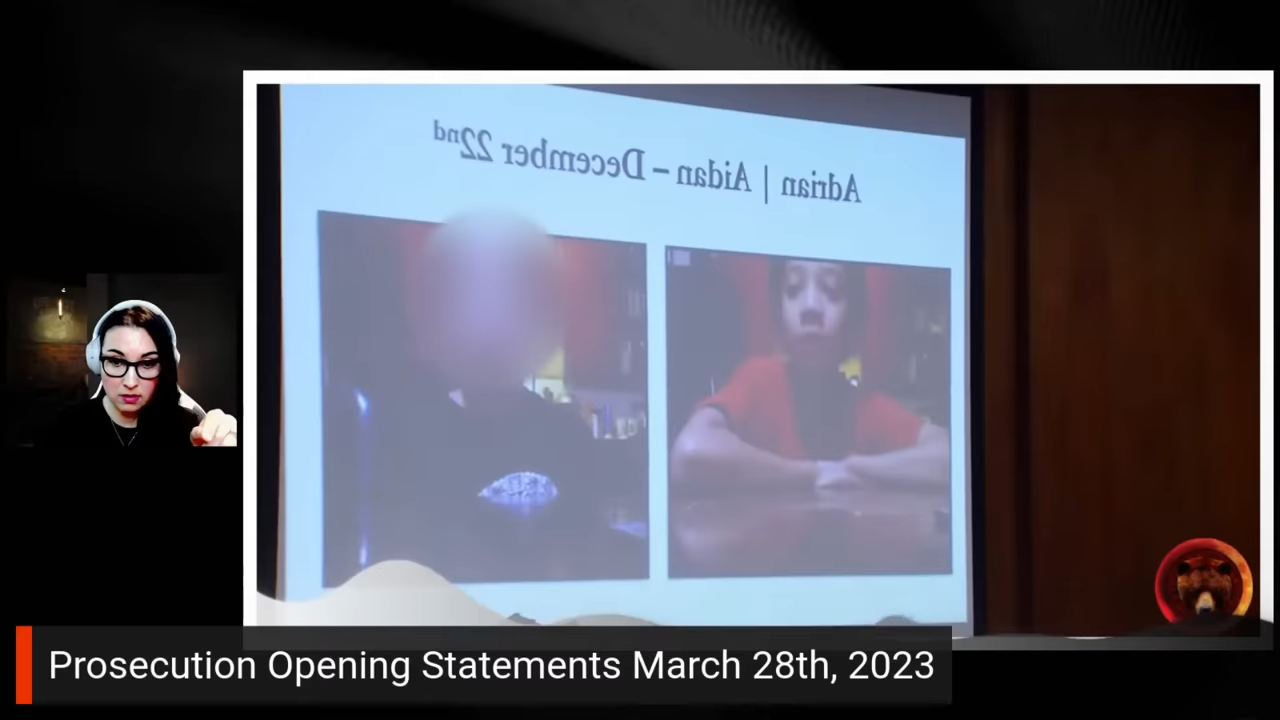 Adrian | Aidan – December 22nd
Prosecution Opening Statements March 28th, 2023